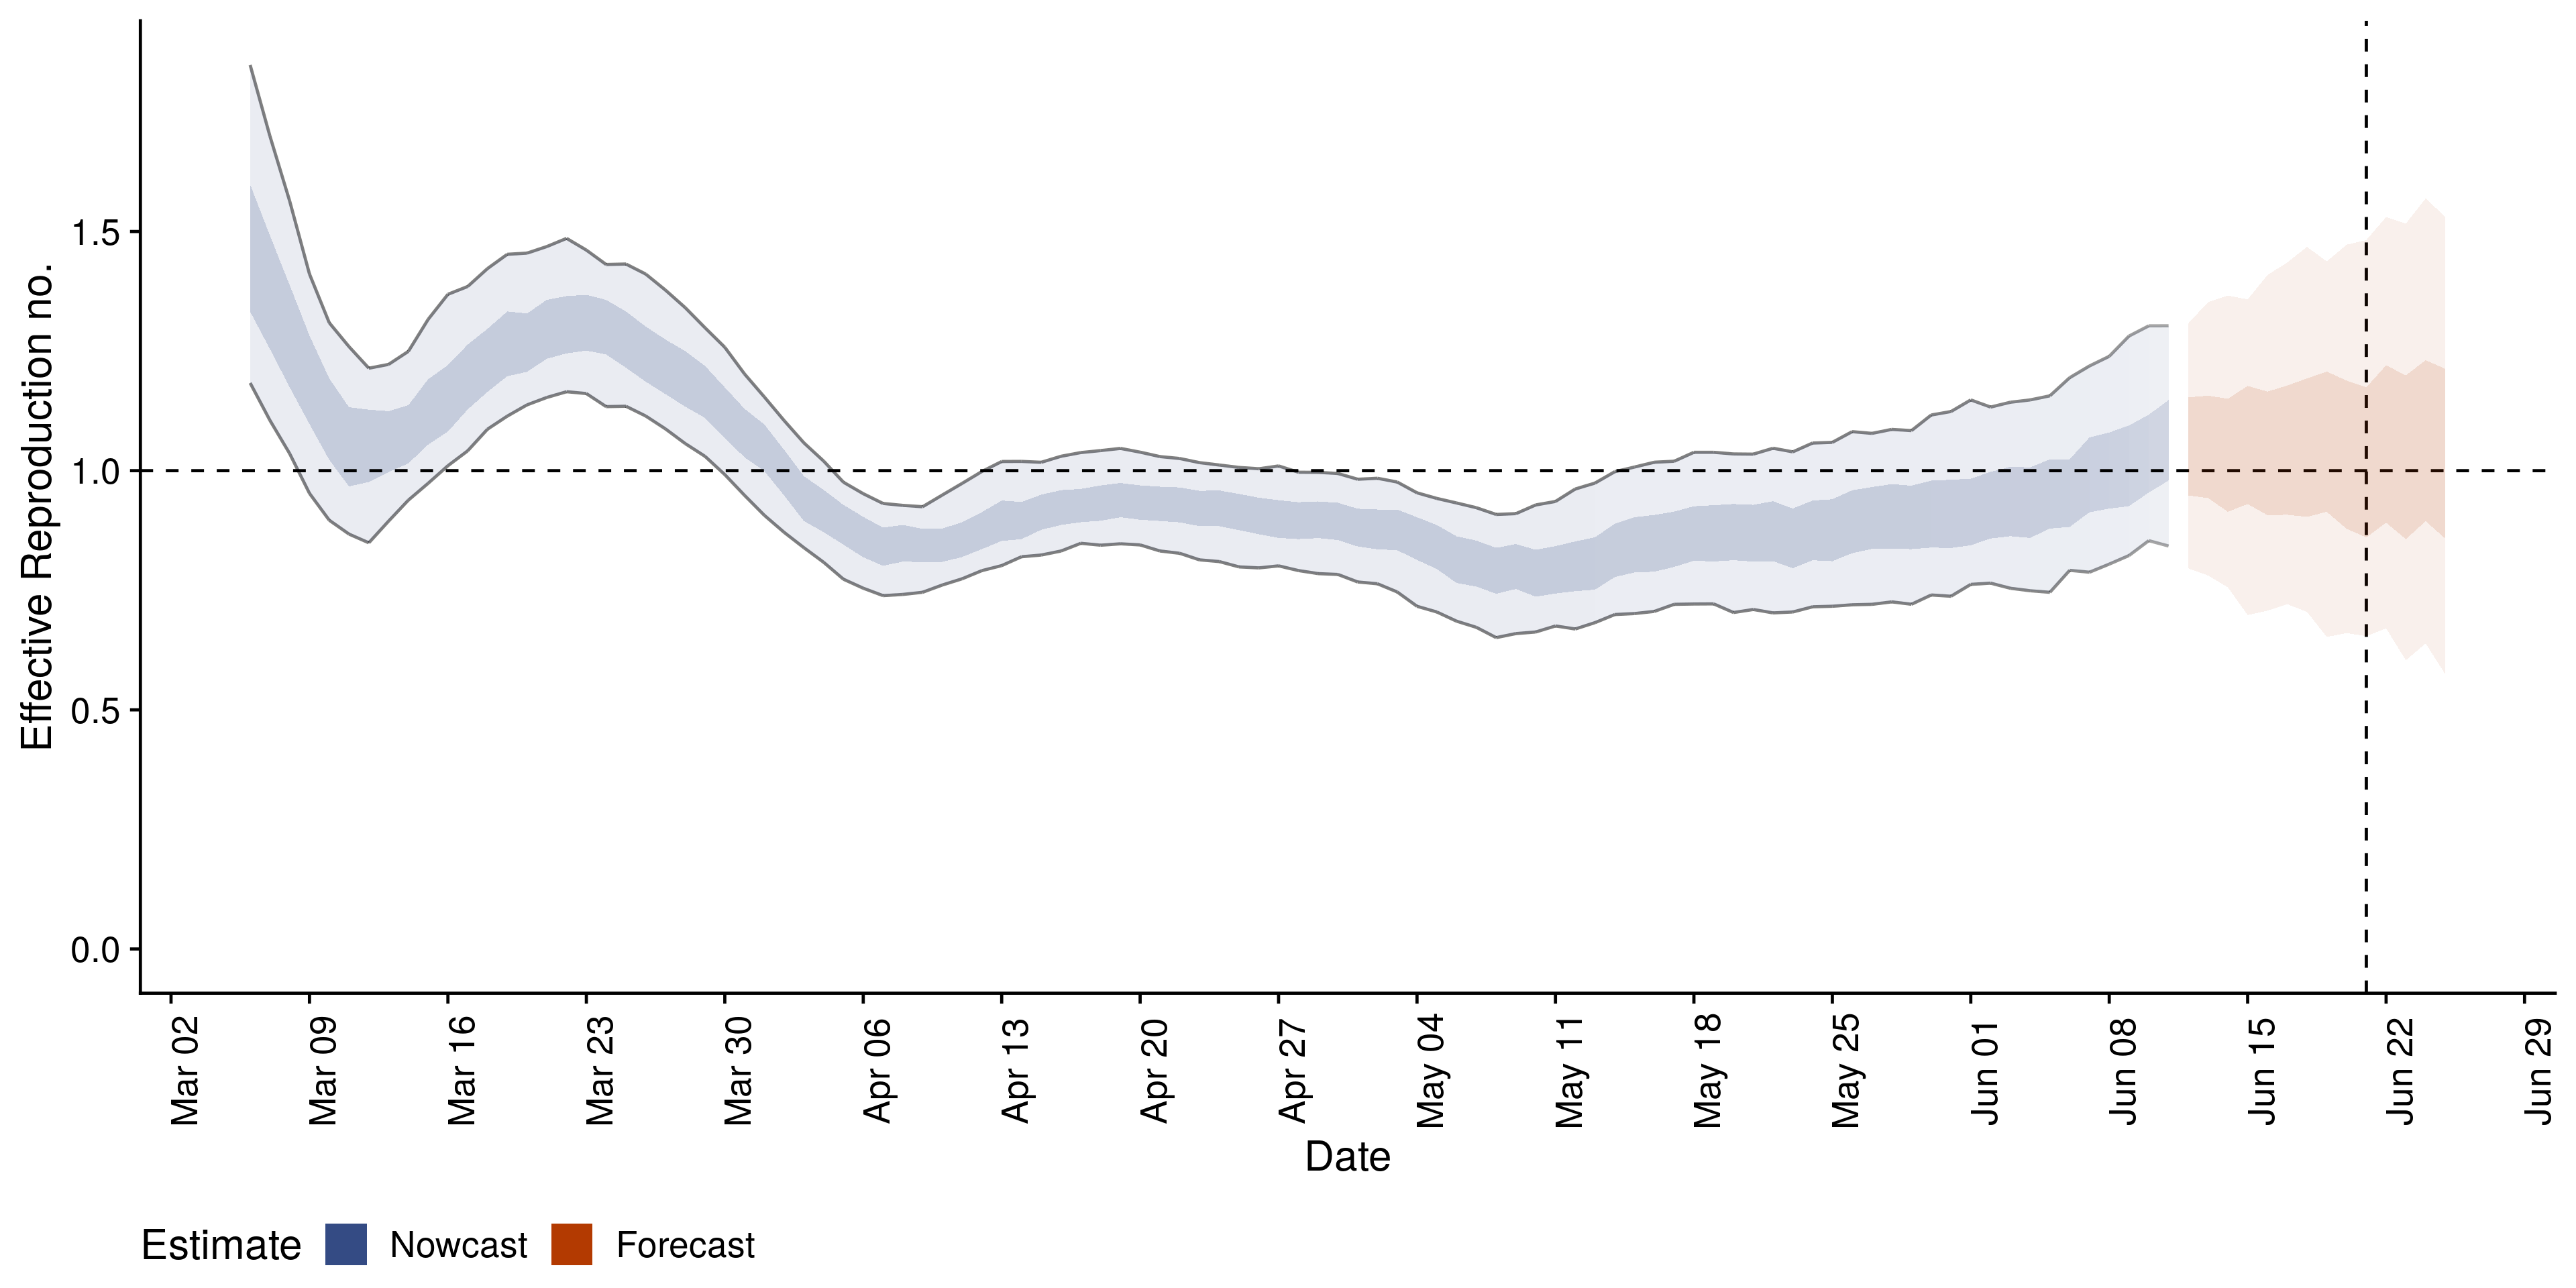 Effective Reproduction no.
1.5
1.0
0.5
0.0
Mar 02
Mar 09
Mar 16
Mar 23
Mar 30
Apr 06
Apr 13
Apr 20
Apr 27
May 04
May 11
May 18
May 25
Jun 01
Jun 08
Jun 15
Jun 22
Jun 29
Date
Estimate Nowcast Forecast